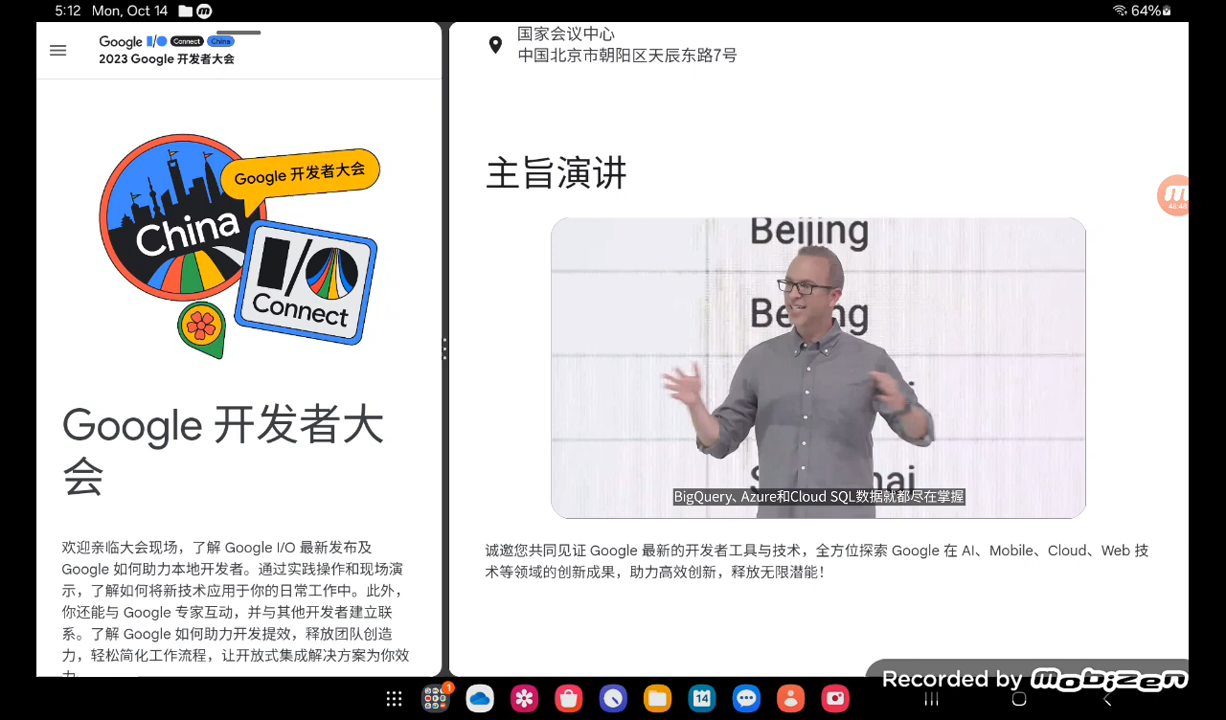 5:12 Mon, Oct 14
64%
Google I/O Connect China
2023 Google 开发者大会
Google 开发者大会
China
I/O
Connect
Google 开发者大
会
欢迎亲临大会现场，了解 Google I/O 最新发布及
Google 如何助力本地开发者。通过实践操作和现场演
示，了解如何将新技术应用于你的日常工作中。此外，
你还能与 Google 专家互动，并与其他开发者建立联
系。了解 Google 如何助力开发提效，释放团队创造
力，轻松简化工作流程，让开放式集成解决方案为你效
力。
国家会议中心
中国北京市朝阳区天辰东路7号
主旨演讲
Beijing
BigQuery、Azure和Cloud SQL数据就都尽在掌握
诚邀您共同见证 Google 最新的开发者工具与技术，全方位探索 Google 在 AI、Mobile、Cloud、Web 技
术等领域的创新成果，助力高效创新，释放无限潜能！
48:48
1
14
Recorded by mobizen